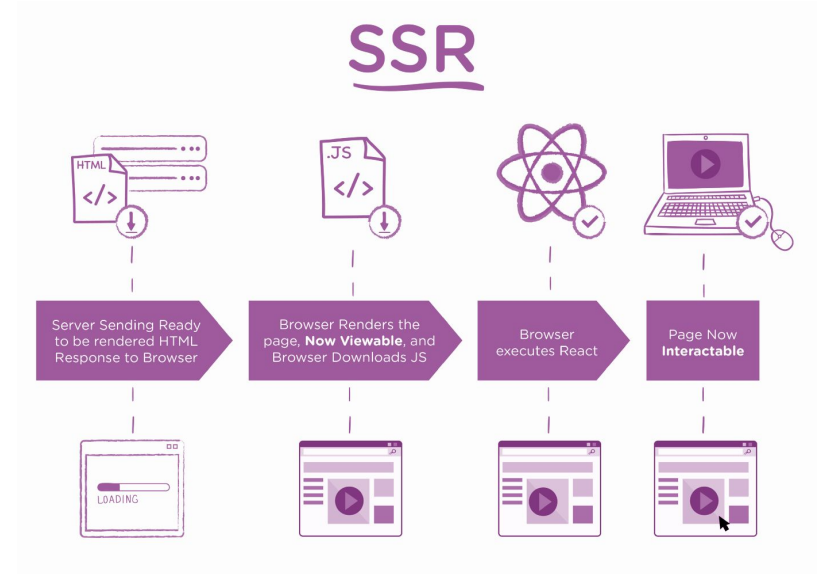 SSR
HTML
</>
.JS
</>
Server Sending Ready
to be rendered HTML
Response to Browser
Browser Renders the
page, Now Viewable, and
Browser Downloads JS
Browser
executes React
Page Now
Interactable
LOADING